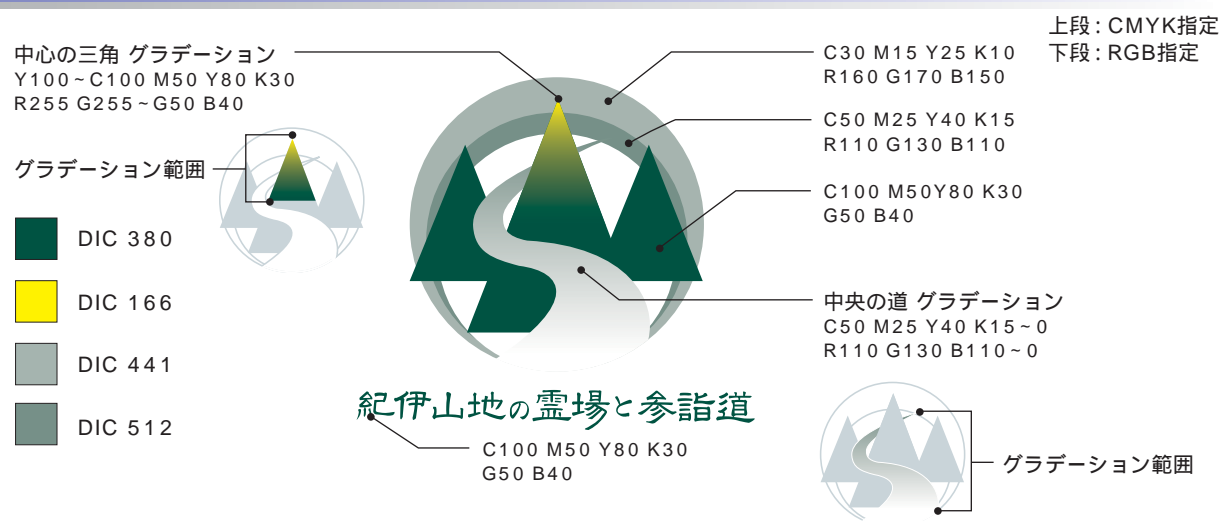 上段：CMYK指定
下段：RGB指定
中心の三角 グラデーション
Y100~C100 M50 Y80 K30
R255 G255~G50 B40
グラデーション範囲
DIC 380
DIC 166
DIC 441
DIC 512
C30 M15 Y25 K10
R160 G170 B150
C50 M25 Y40 K15
R110 G130 B110
C100 M50Y80 K30
G50 B40
中央の道 グラデーション
C50 M25 Y40 K15~0
R110 G130 B110~0
紀伊山地の霊場と参詣道
C100 M50 Y80 K30
G50 B40
グラデーション範囲